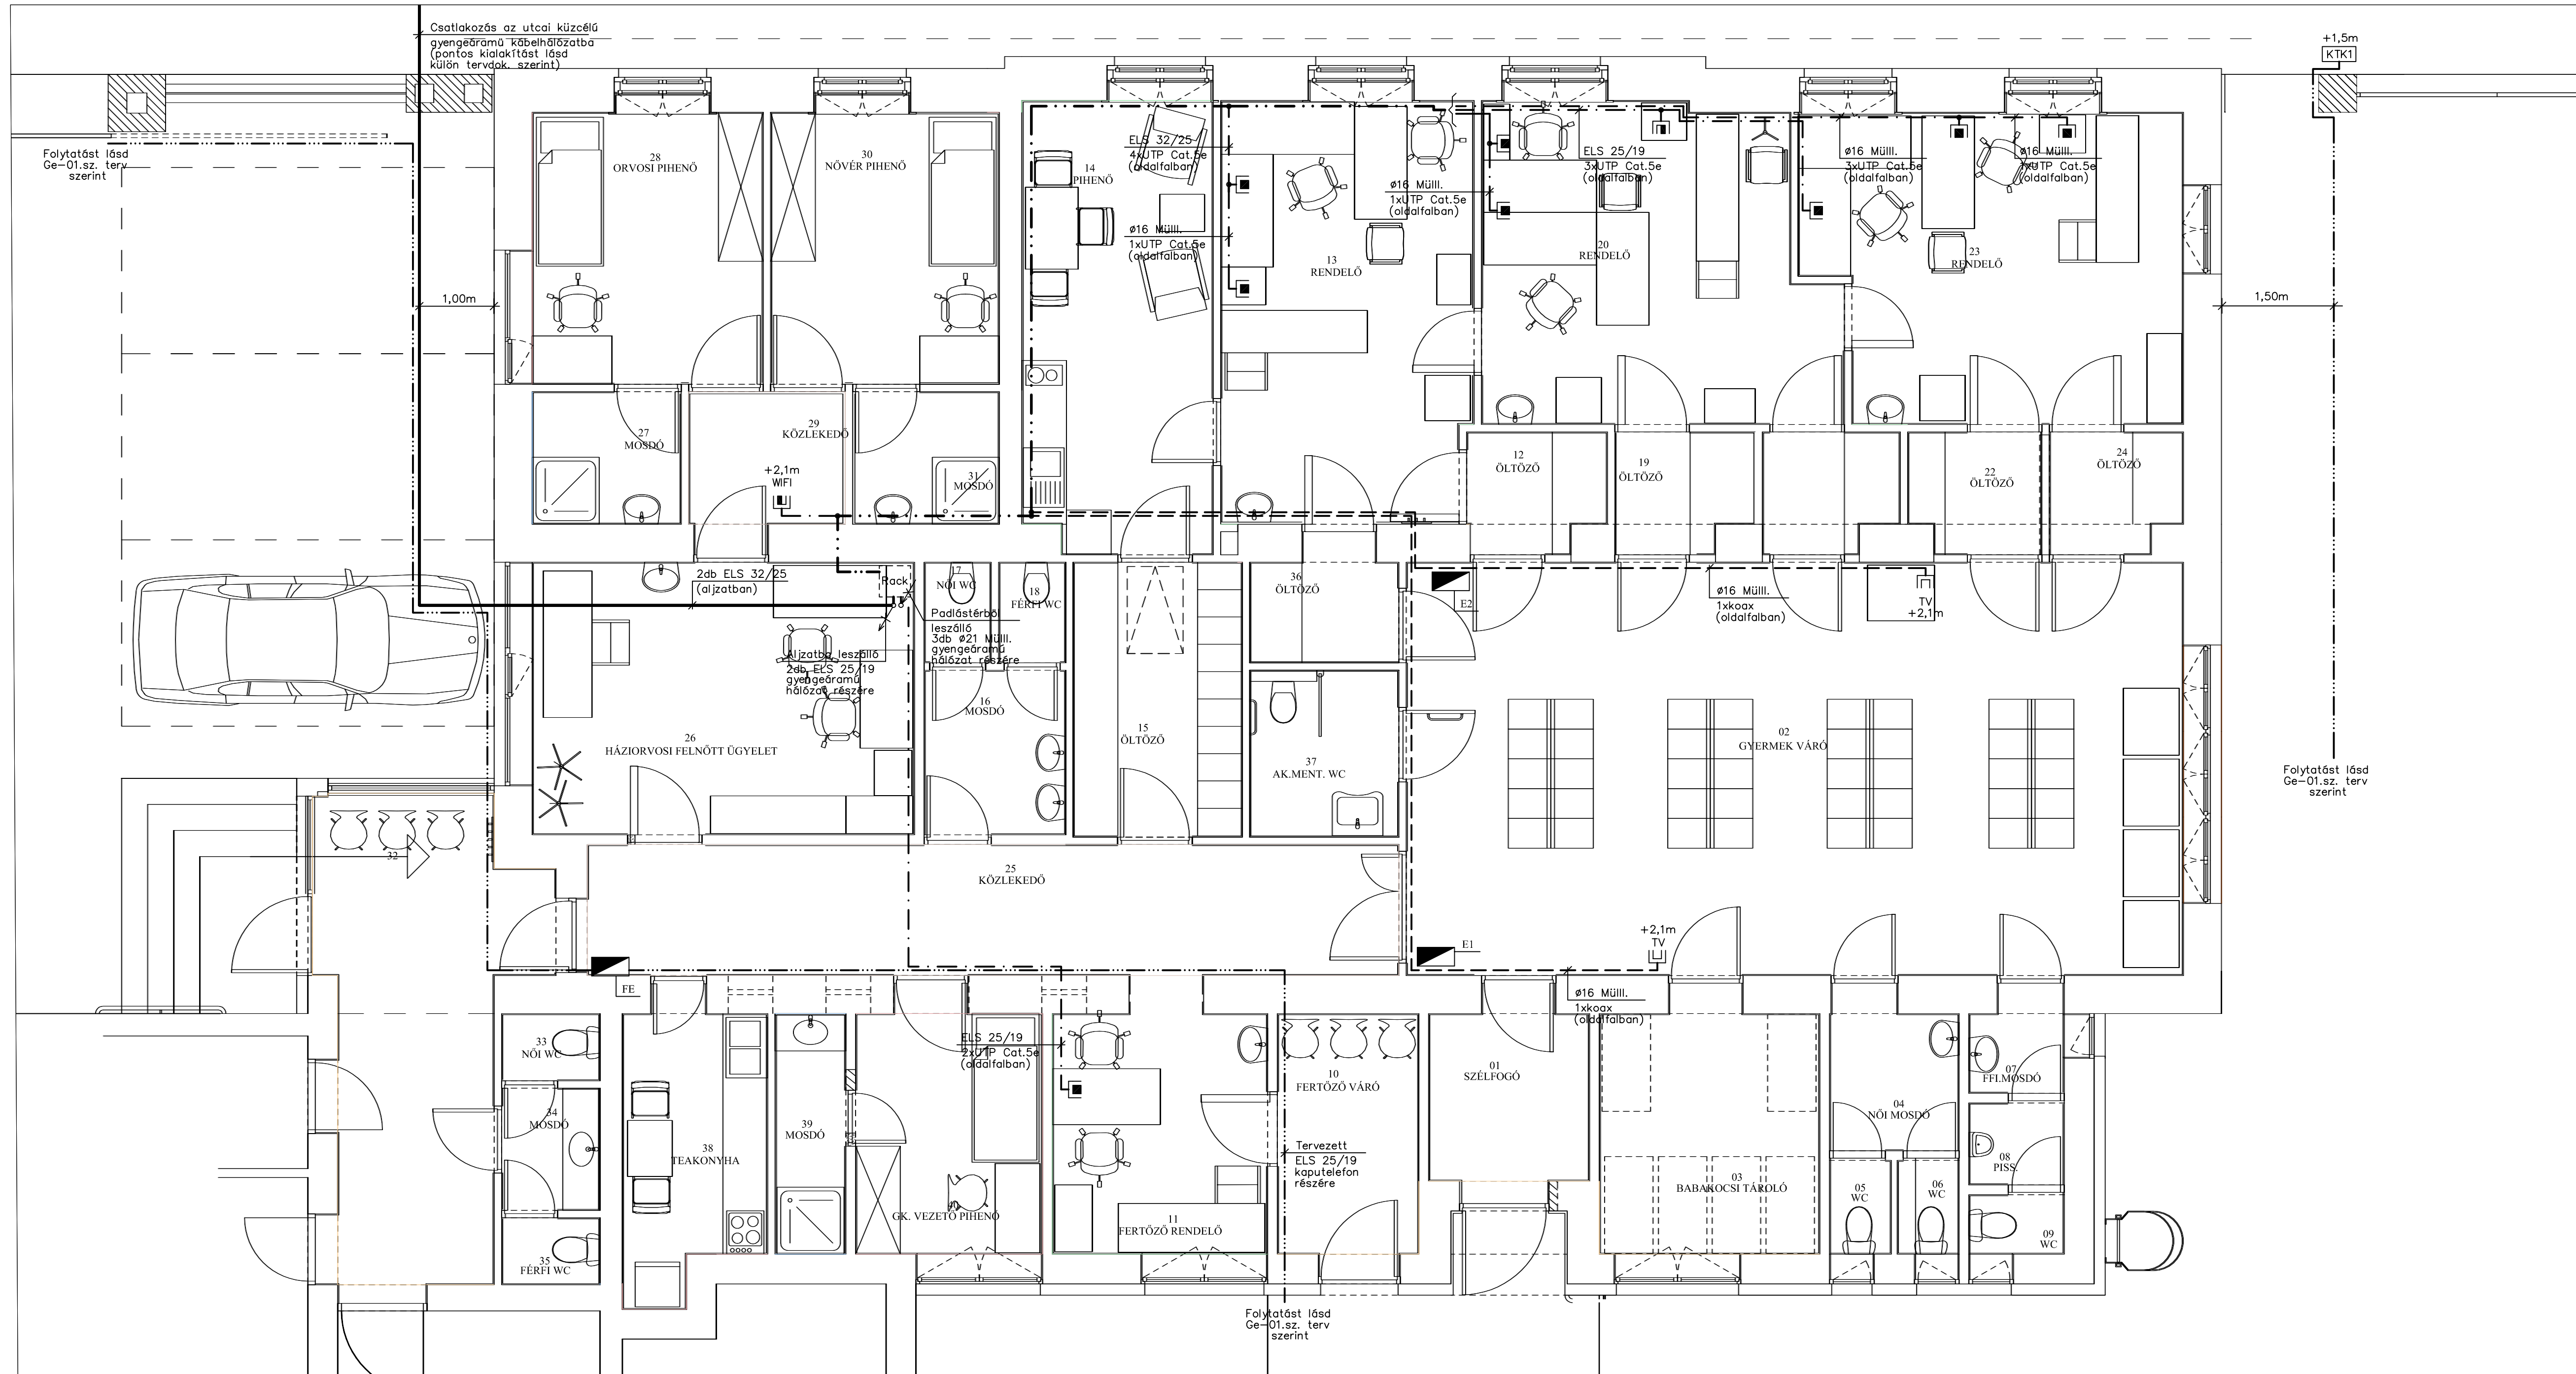 Csatlakozás az utcai küzcélú
gyengeáramú kábelhálózatba
(pontos kialakítást lásd
külön tervdok. szerint)
+1,5m
KTK1
Folytatást lásd
Ge-01.sz. terv
szerint
28
ORVOSI PIHENŐ
30
NŐVÉR PIHENŐ
14
PIHENŐ
ELS 32/25
4xUTP Cat.5e
(oldalfalban)
ø16 Műlll.
1xUTP Cat.5e
(oldalfalban)
13
RENDELŐ
ø16 Műlll.
1xUTP Cat.5e
(oldalfalban)
ELS 25/19
3xUTP Cat.5e
(oldalfalban)
20
RENDELŐ
ø16 Műlll.
3xUTP Cat.5e
(oldalfalban)
ø16 Műlll.
1xUTP Cat.5e
(oldalfalban)
23
RENDELŐ
1,00m
1,50m
27
MOSDÓ
29
KÖZLEKEDŐ
+2,1m
WIFI
31
MOSDÓ
12
ÖLTÖZŐ
19
ÖLTÖZŐ
22
ÖLTÖZŐ
24
ÖLTÖZŐ
2db ELS 32/25
(aljzatban)
Rack
17
NŐI WC
18
FÉRFI WC
36
ÖLTÖZŐ
E2
ø16 Műlll.
1xkoax
(oldalfalban)
TV
+2,1m
Padlástérből
leszálló
3db ø21 Műlll.
gyengeáramú
hálózat részére
Aljzatba leszálló
2db ELS 25/19
gyengeáramú
hálózat részére
16
MOSDÓ
15
ÖLTÖZŐ
26
HÁZIORVOSI FELNŐTT ÜGYELET
37
AK.MENT. WC
02
GYERMEK VÁRÓ
Folytatást lásd
Ge-01.sz. terv
szerint
32
25
KÖZLEKEDŐ
E1
+2,1m
TV
FE
ø16 Műlll.
1xkoax
(oldalfalban)
33
NŐI WC
34
MOSDÓ
35
FÉRFI WC
38
TEAKONYHA
39
MOSDÓ
ELS 25/19
2xUTP Cat.5e
(oldalfalban)
GK. VEZETŐ PIHENŐ
11
FERTŐZŐ RENDELŐ
10
FERTŐZŐ VÁRÓ
Tervezett
ELS 25/19
kaputelefon
részére
01
SZÉLFOGÓ
03
BABAKOCSI TÁROLÓ
04
NŐI MOSDÓ
05
WC
06
WC
07
FFI.MOSDÓ
08
PISS.
09
WC
Folytatást lásd
Ge-01.sz. terv
szerint